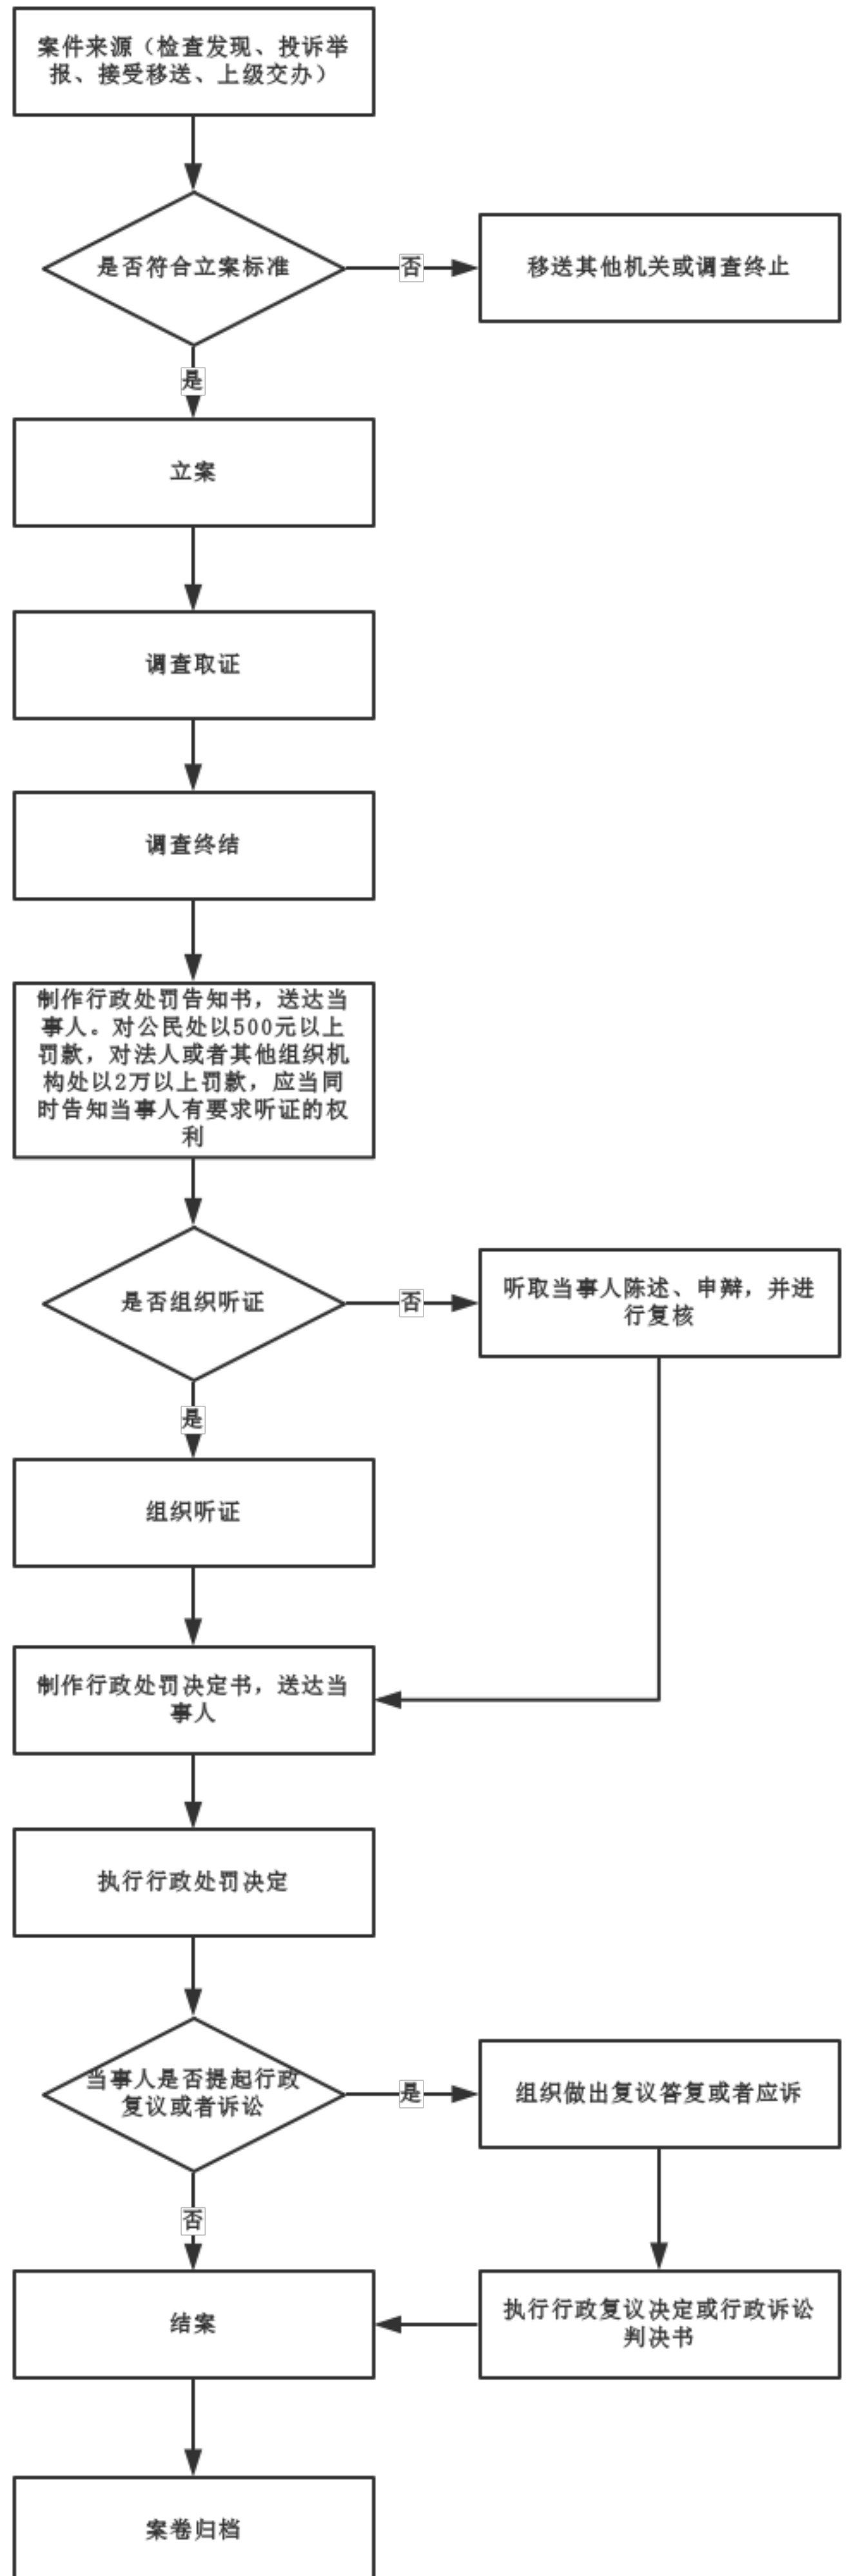 案件来源（检查发现、投诉举
报、接受移送、上级交办）
是否符合立案标准
否
移送其他机关或调查终止
是
立案
调查取证
调查终结
制作行政处罚告知书，送达当
事人。对公民处以500元以上
罚款，对法人或者其他组织机
构处以2万以上罚款，应当同
时告知当事人有要求听证的权
利
是否组织听证
否
听取当事人陈述、申辩，并进
行复核
是
组织听证
制作行政处罚决定书，送达当
事人
执行行政处罚决定
当事人是否提起行政
复议或者诉讼
是
组织做出复议答复或者应诉
否
结案
执行行政复议决定或行政诉讼
判决书
案卷归档